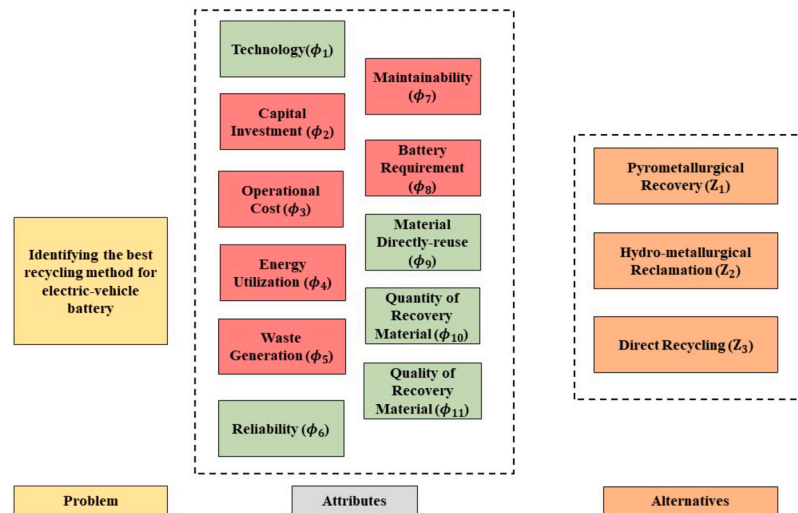 Identifying the best
recycling method for
electric-vehicle
battery
Technology(ϕ₁)
Capital
Investment (ϕ₂)
Operational
Cost (ϕ₃)
Energy
Utilization (ϕ₄)
Waste
Generation (ϕ₅)
Reliability (ϕ₆)
Maintainability
(ϕ₇)
Battery
Requirement
(ϕ₈)
Material
Directly-reuse
(ϕ₉)
Quantity of
Recovery
Material (ϕ₁₀)
Quality of
Recovery
Material (ϕ₁₁)
Pyrometallurgical
Recovery (Z₁)
Hydro-metallurgical
Reclamation (Z₂)
Direct Recycling (Z₃)
Problem
Attributes
Alternatives